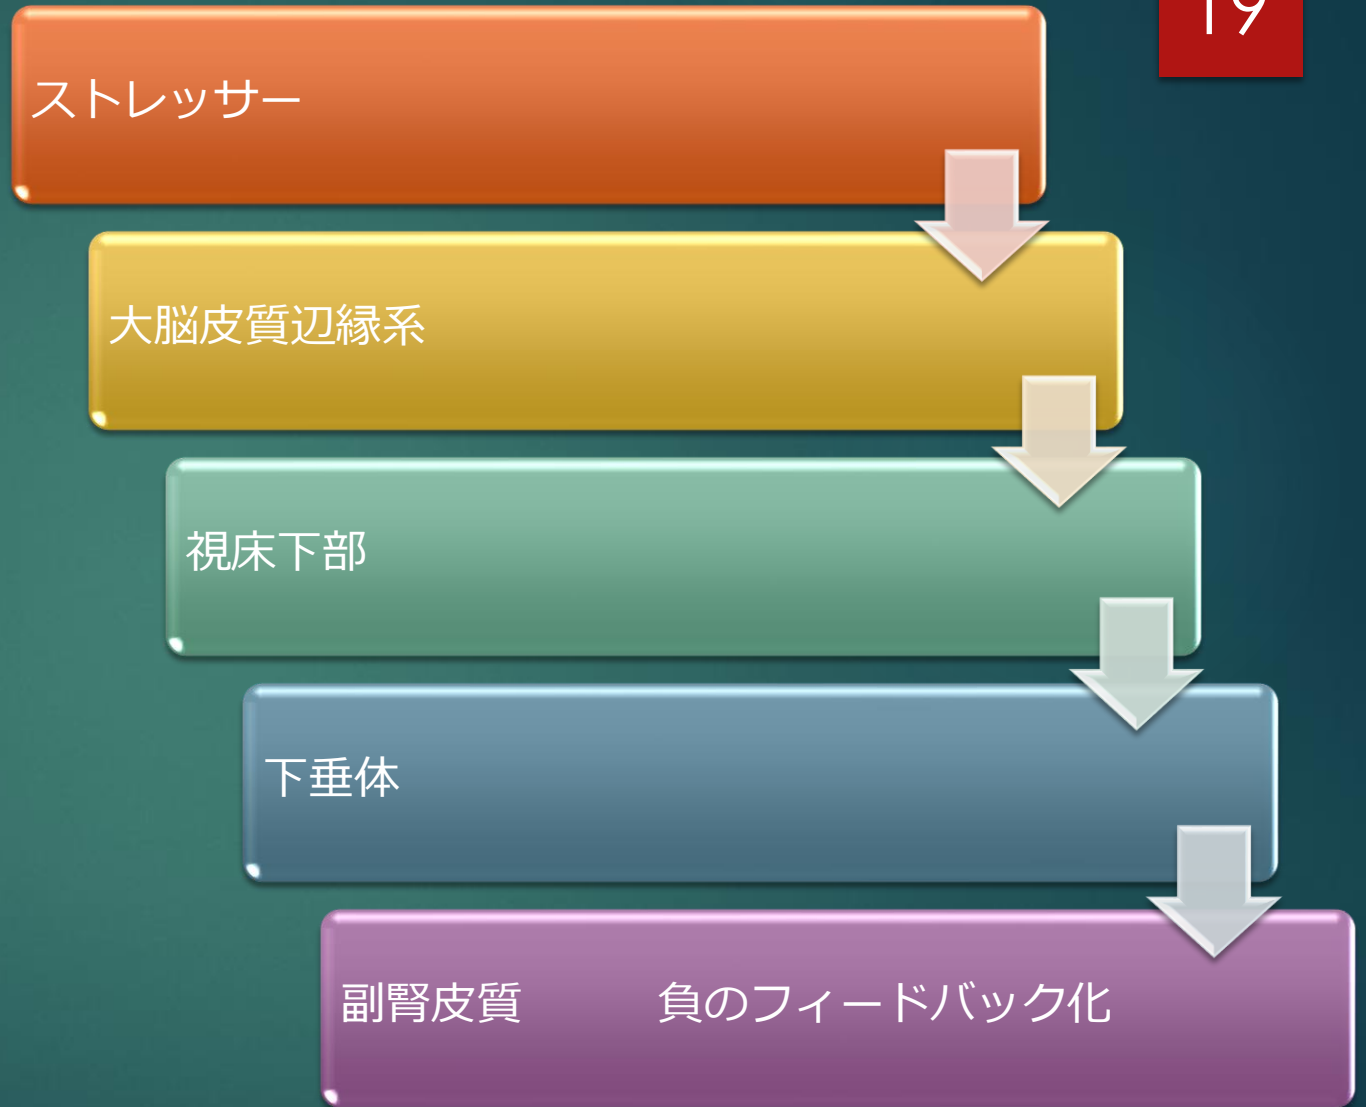 19
ストレッサー
大脳皮質辺縁系
視床下部
下垂体
副腎皮質　　　負のフィードバック化